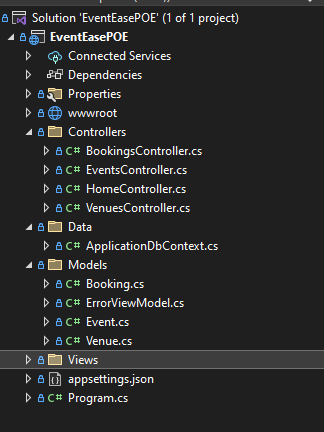 Solution 'EventEasePOE' (1 of 1 project)
EventEasePOE
Connected Services
Dependencies
Properties
wwwroot
Controllers
C# BookingsController.cs
C# EventsController.cs
C# HomeController.cs
C# VenuesController.cs
Data
C# ApplicationDbContext.cs
Models
C# Booking.cs
C# ErrorViewModel.cs
C# Event.cs
C# Venue.cs
Views
appsettings.json
C# Program.cs